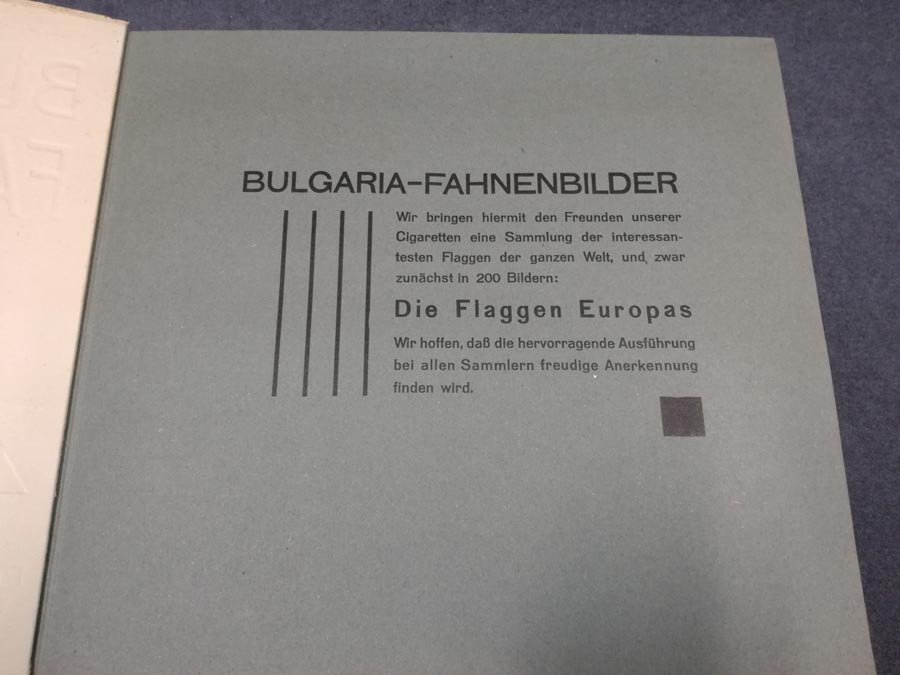 BULGARIA-FAHNENBILDER
Wir bringen hiermit den Freunden unserer
Cigaretten eine Sammlung der interessan-
testen Flaggen der ganzen Welt, und zwar
zunächst in 200 Bildern:
Die Flaggen Europas
Wir hoffen, daß die hervorragende Ausführung
bei allen Sammlern freudige Anerkennung
finden wird.